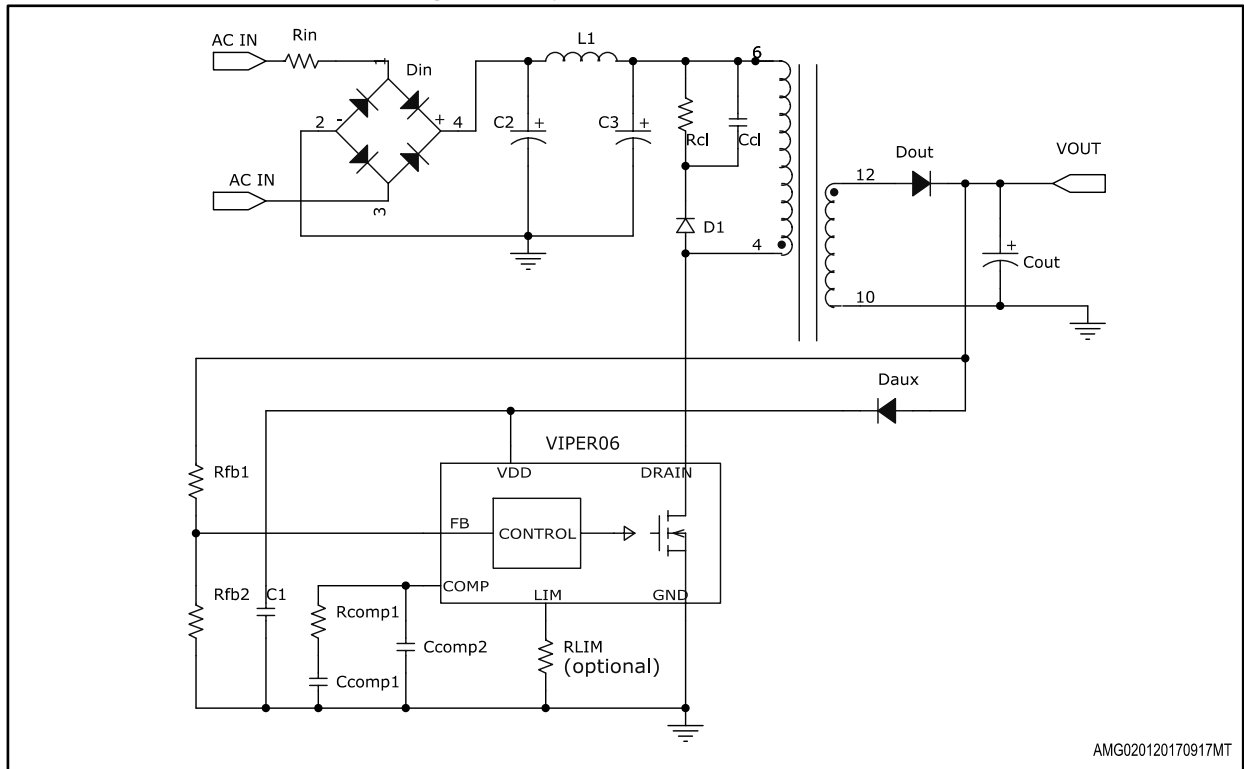 AC IN
Rin
1
Din
2
-
+
4
AC IN
3
L1
C2
+
C3
+
Rcl
Ccl
6
D1
4
12
Dout
VOUT
+
Cout
10
Daux
VIPER06
VDD
DRAIN
Rfb1
FB
CONTROL
COMP
LIM
GND
Rfb2
C1
Rcomp1
Ccomp2
Ccomp1
RLIM
(optional)
AMG020120170917MT